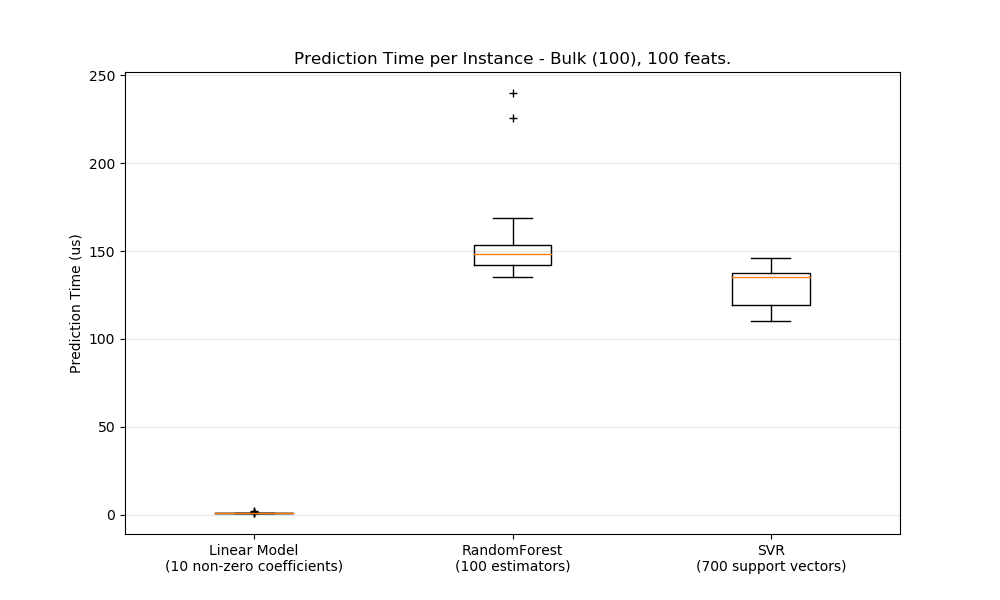 Prediction Time per Instance - Bulk (100), 100 feats.
Prediction Time (us)
250
200
150
100
50
0
Linear Model
(10 non-zero coefficients)
RandomForest
(100 estimators)
SVR
(700 support vectors)